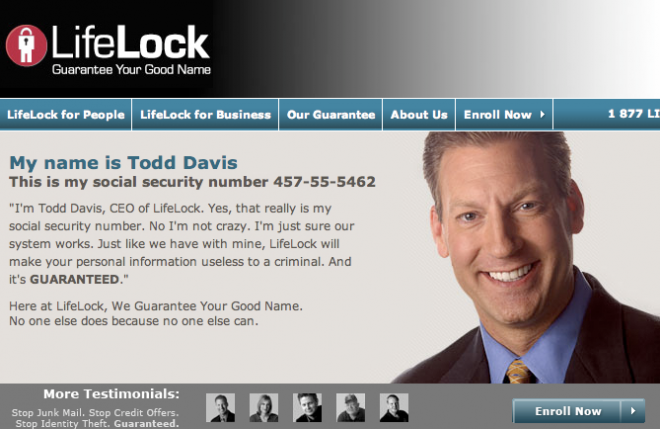 LifeLock
Guarantee Your Good Name
LifeLock for People LifeLock for Business Our Guarantee About Us Enroll Now 1 877 LI
My name is Todd Davis
This is my social security number 457-55-5462
"I'm Todd Davis, CEO of LifeLock. Yes, that really is my
social security number. No I'm not crazy. I'm just sure our
system works. Just like we have with mine, LifeLock will
make your personal information useless to a criminal. And
it's GUARANTEED."
Here at LifeLock, We Guarantee Your Good Name.
No one else does because no one else can.
More Testimonials:
Stop Junk Mail. Stop Credit Offers.
Stop Identity Theft. Guaranteed.
Enroll Now